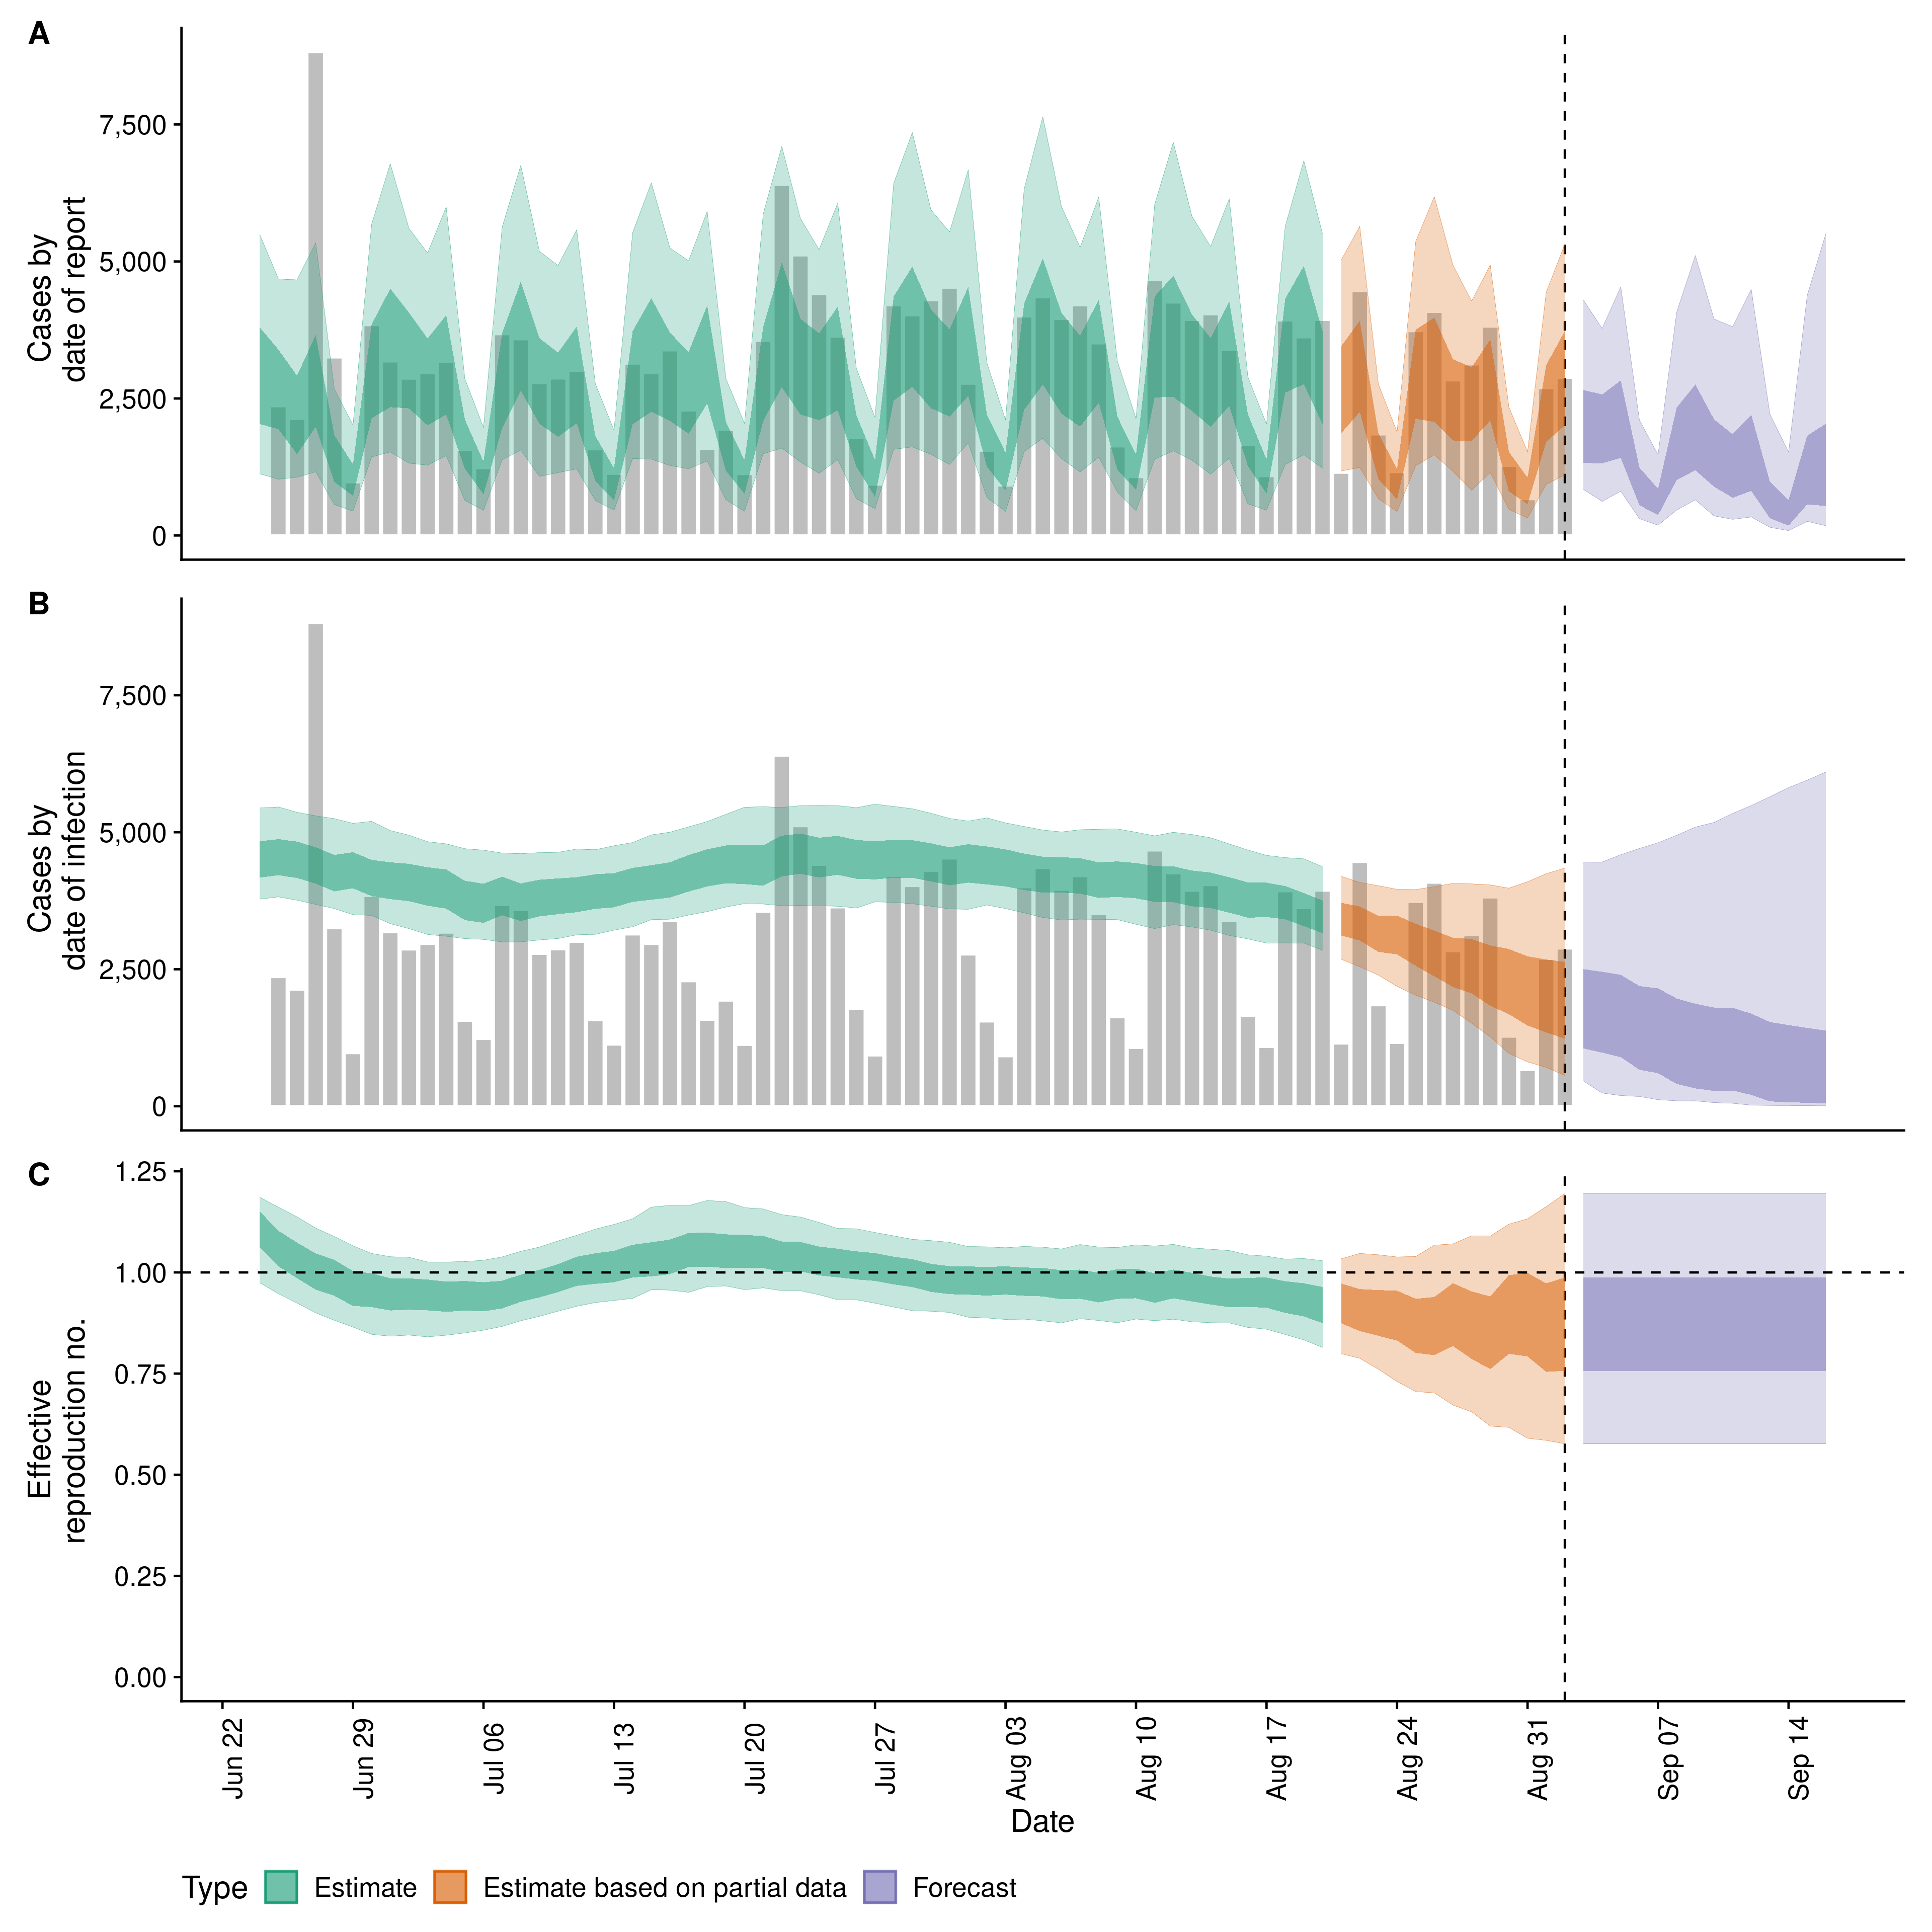 A
7,500
5,000
2,500
0
Cases by
date of report
B
7,500
5,000
2,500
0
Cases by
date of infection
C
1.25
1.00
0.75
0.50
0.25
0.00
Effective
reproduction no.
Jun 22
Jun 29
Jul 06
Jul 13
Jul 20
Jul 27
Aug 03
Aug 10
Aug 17
Aug 24
Aug 31
Sep 07
Sep 14
Date
Type Estimate Estimate based on partial data Forecast